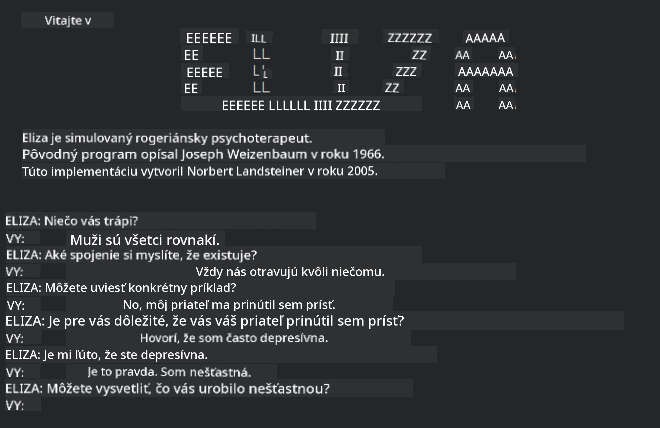 Vitajte v
EEEEEE ILL IIII ZZZZZZ AAAAA
EE LL II ZZ AA AA
EEEEE L'L II ZZZ AAAAAAA
EE LL II ZZ AA AA
EEEEEE LLLLLL IIII ZZZZZZ AA AA
Eliza je simulovaný rogeriánsky psychoterapeut.
Pôvodný program opísal Joseph Weizenbaum v roku 1966.
Túto implementáciu vytvoril Norbert Landsteiner v roku 2005.
ELIZA: Niečo vás trápi?
VY: Muži sú všetci rovnakí.
ELIZA: Aké spojenie si myslíte, že existuje?
VY: Vždy nás otravujú kvôli niečomu.
ELIZA: Môžete uviesť konkrétny príklad?
VY: No, môj priateľ ma prinútil sem prísť.
ELIZA: Je pre vás dôležité, že vás váš priateľ prinútil sem prísť?
VY: Hovorí, že som často depresívna.
ELIZA: Je mi ľúto, že ste depresívna.
VY: Je to pravda. Som nešťastná.
ELIZA: Môžete vysvetliť, čo vás urobilo nešťastnou?
VY: